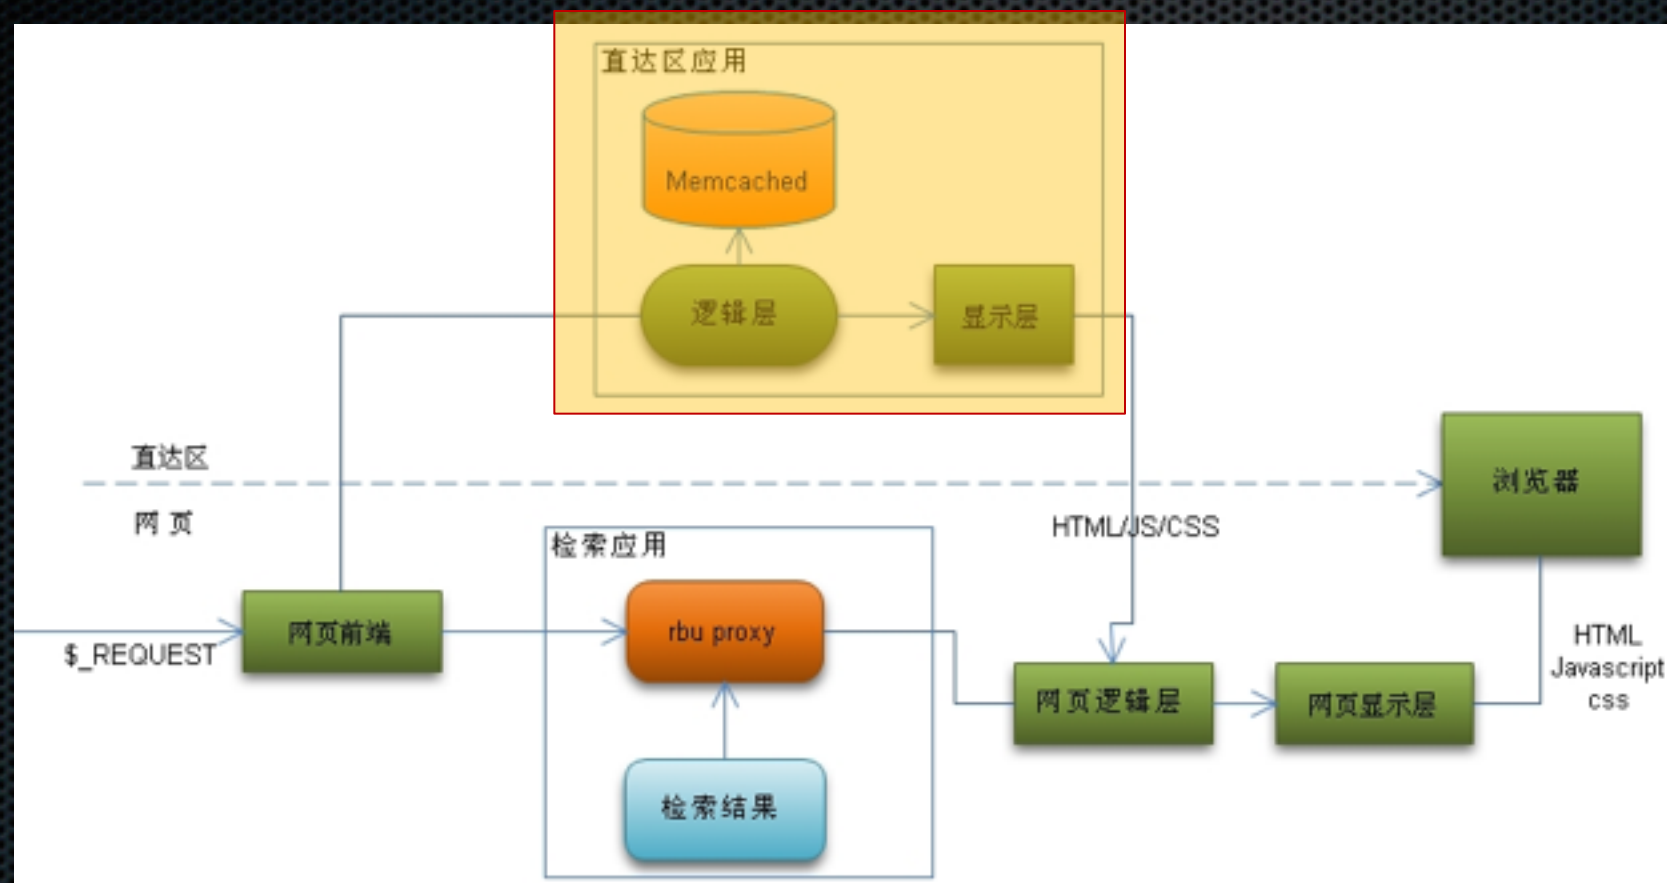 直达区应用
Memcached
逻辑层
显示层
直达区
浏览器
网页
HTML/JS/CSS
检索应用
$_REQUEST
网页前端
rbu proxy
HTML
Javascript
css
网页逻辑层
网页显示层
检索结果